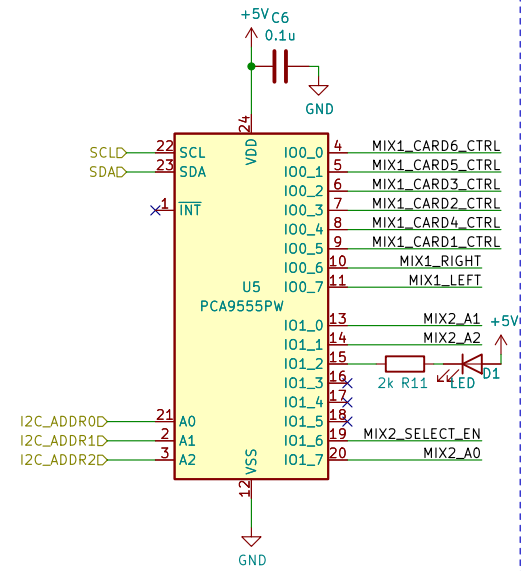 +5V C6
0.1u
GND
24
VDD
SCL 22 SCL IO0_0 4 MIX1_CARD6_CTRL
SDA 23 SDA IO0_1 5 MIX1_CARD5_CTRL
IO0_2 6 MIX1_CARD3_CTRL
1 INT IO0_3 7 MIX1_CARD2_CTRL
IO0_4 8 MIX1_CARD4_CTRL
IO0_5 9 MIX1_CARD1_CTRL
IO0_6 10 MIX1_RIGHT
U5 IO0_7 11 MIX1_LEFT
PCA9555PW
IO1_0 13 MIX2_A1 +5V
IO1_1 14 MIX2_A2
IO1_2 15
IO1_3 16 2k R11 LED D1
IO1_4 17
I2C_ADDR0 21 A0 IO1_5 18
I2C_ADDR1 2 A1 IO1_6 19 MIX2_SELECT_EN
I2C_ADDR2 3 A2 IO1_7 20 MIX2_A0
VSS
12
GND